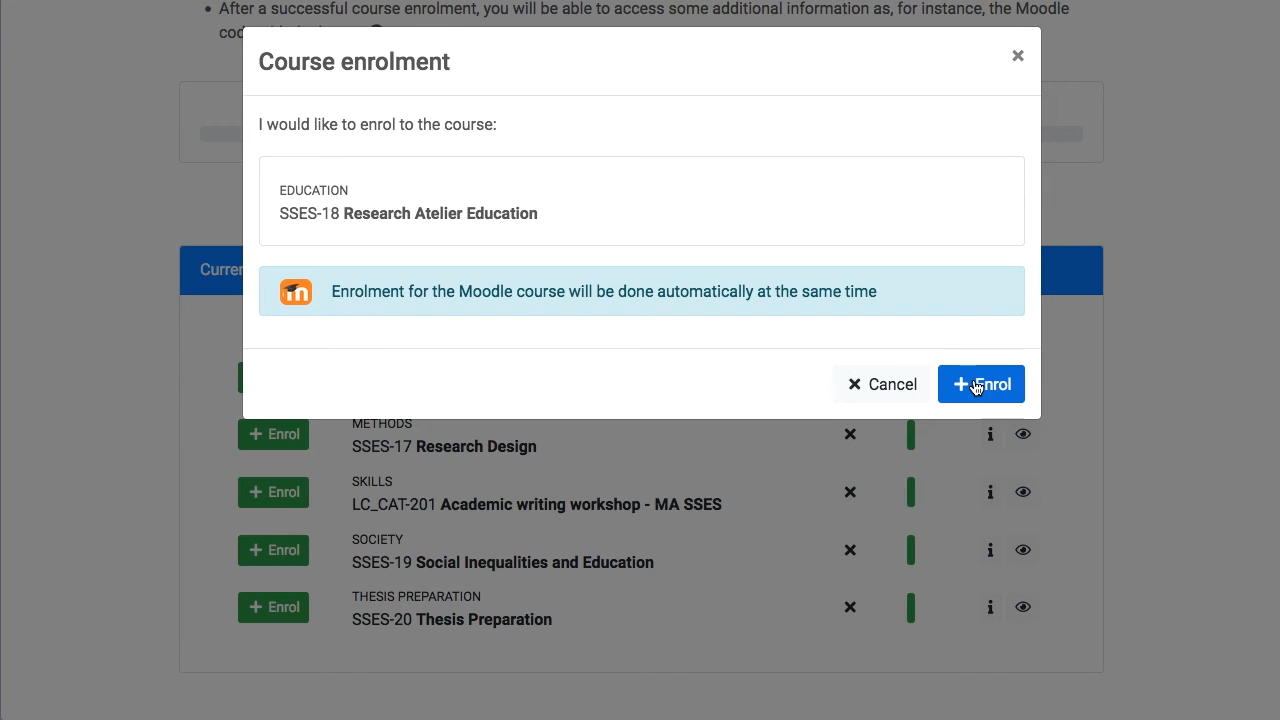 • After a successful course enrolment, you will be able to access some additional information as, for instance, the Moodle
Course enrolment
×
I would like to enrol to the course:
EDUCATION
SSES-18 Research Atelier Education
Enrolment for the Moodle course will be done automatically at the same time
Cancel
Enrol
Enrol
METHODS
SSES-17 Research Design
Enrol
SKILLS
LC_CAT-201 Academic writing workshop - MA SSES
Enrol
SOCIETY
SSES-19 Social Inequalities and Education
Enrol
THESIS PREPARATION
SSES-20 Thesis Preparation